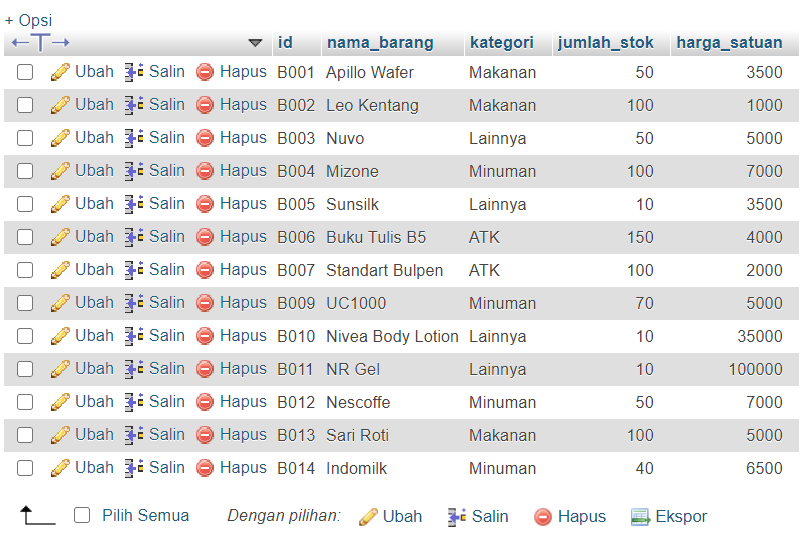 + Opsi
id nama_barang kategori jumlah_stok harga_satuan
Ubah Salin Hapus B001 Apillo Wafer Makanan 50 3500
Ubah Salin Hapus B002 Leo Kentang Makanan 100 1000
Ubah Salin Hapus B003 Nuvo Lainnya 50 5000
Ubah Salin Hapus B004 Mizone Minuman 100 7000
Ubah Salin Hapus B005 Sunsilk Lainnya 10 3500
Ubah Salin Hapus B006 Buku Tulis B5 ATK 150 4000
Ubah Salin Hapus B007 Standart Bulpen ATK 100 2000
Ubah Salin Hapus B009 UC1000 Minuman 70 5000
Ubah Salin Hapus B010 Nivea Body Lotion Lainnya 10 35000
Ubah Salin Hapus B011 NR Gel Lainnya 10 100000
Ubah Salin Hapus B012 Nescoffe Minuman 50 7000
Ubah Salin Hapus B013 Sari Roti Makanan 100 5000
Ubah Salin Hapus B014 Indomilk Minuman 40 6500
Pilih Semua Dengan pilihan: Ubah Salin Hapus Ekspor